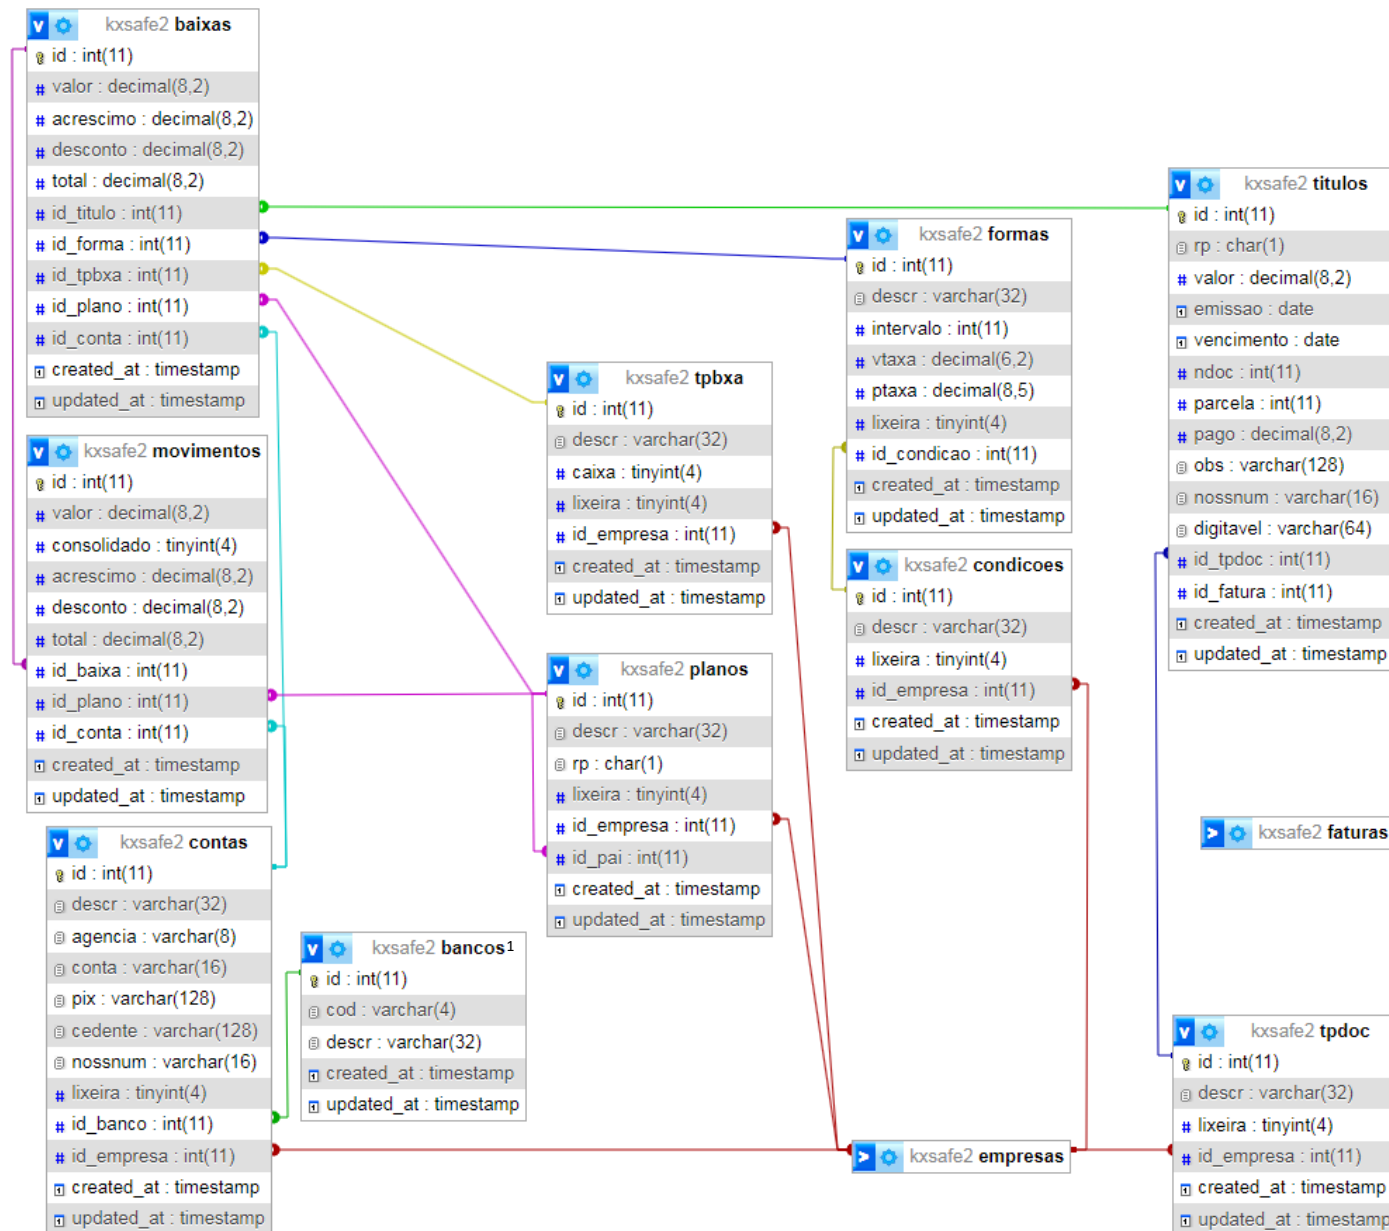 kxsafe2 baixas
id : int(11)
valor : decimal(8,2)
acrescimo : decimal(8,2)
desconto : decimal(8,2)
total : decimal(8,2)
id_titulo : int(11)
id_forma : int(11)
id_tpbxa : int(11)
id_plano : int(11)
id_conta : int(11)
created_at : timestamp
updated_at : timestamp
kxsafe2 movimentos
id : int(11)
valor : decimal(8,2)
consolidado : tinyint(4)
acrescimo : decimal(8,2)
desconto : decimal(8,2)
total : decimal(8,2)
id_baixa : int(11)
id_plano : int(11)
id_conta : int(11)
created_at : timestamp
updated_at : timestamp
kxsafe2 contas
id : int(11)
descr : varchar(32)
agencia : varchar(8)
conta : varchar(16)
pix : varchar(128)
cedente : varchar(128)
nossnum : varchar(16)
lixeira : tinyint(4)
id_banco : int(11)
id_empresa : int(11)
created_at : timestamp
updated_at : timestamp
kxsafe2 bancos1
id : int(11)
cod : varchar(4)
descr : varchar(32)
created_at : timestamp
updated_at : timestamp
kxsafe2 tpbxa
id : int(11)
descr : varchar(32)
caixa : tinyint(4)
lixeira : tinyint(4)
id_empresa : int(11)
created_at : timestamp
updated_at : timestamp
kxsafe2 planos
id : int(11)
descr : varchar(32)
rp : char(1)
lixeira : tinyint(4)
id_empresa : int(11)
id_pai : int(11)
created_at : timestamp
updated_at : timestamp
kxsafe2 formas
id : int(11)
descr : varchar(32)
intervalo : int(11)
vtaxa : decimal(6,2)
ptaxa : decimal(8,5)
lixeira : tinyint(4)
id_condicao : int(11)
created_at : timestamp
updated_at : timestamp
kxsafe2 condicoes
id : int(11)
descr : varchar(32)
lixeira : tinyint(4)
id_empresa : int(11)
created_at : timestamp
updated_at : timestamp
kxsafe2 empresas
kxsafe2 titulos
id : int(11)
rp : char(1)
valor : decimal(8,2)
emissao : date
vencimento : date
ndoc : int(11)
parcela : int(11)
pago : decimal(8,2)
obs : varchar(128)
nossnum : varchar(16)
digitavel : varchar(64)
id_tpdoc : int(11)
id_fatura : int(11)
created_at : timestamp
updated_at : timestamp
kxsafe2 faturas
kxsafe2 tpdoc
id : int(11)
descr : varchar(32)
lixeira : tinyint(4)
id_empresa : int(11)
created_at : timestamp
updated_at : timestamp